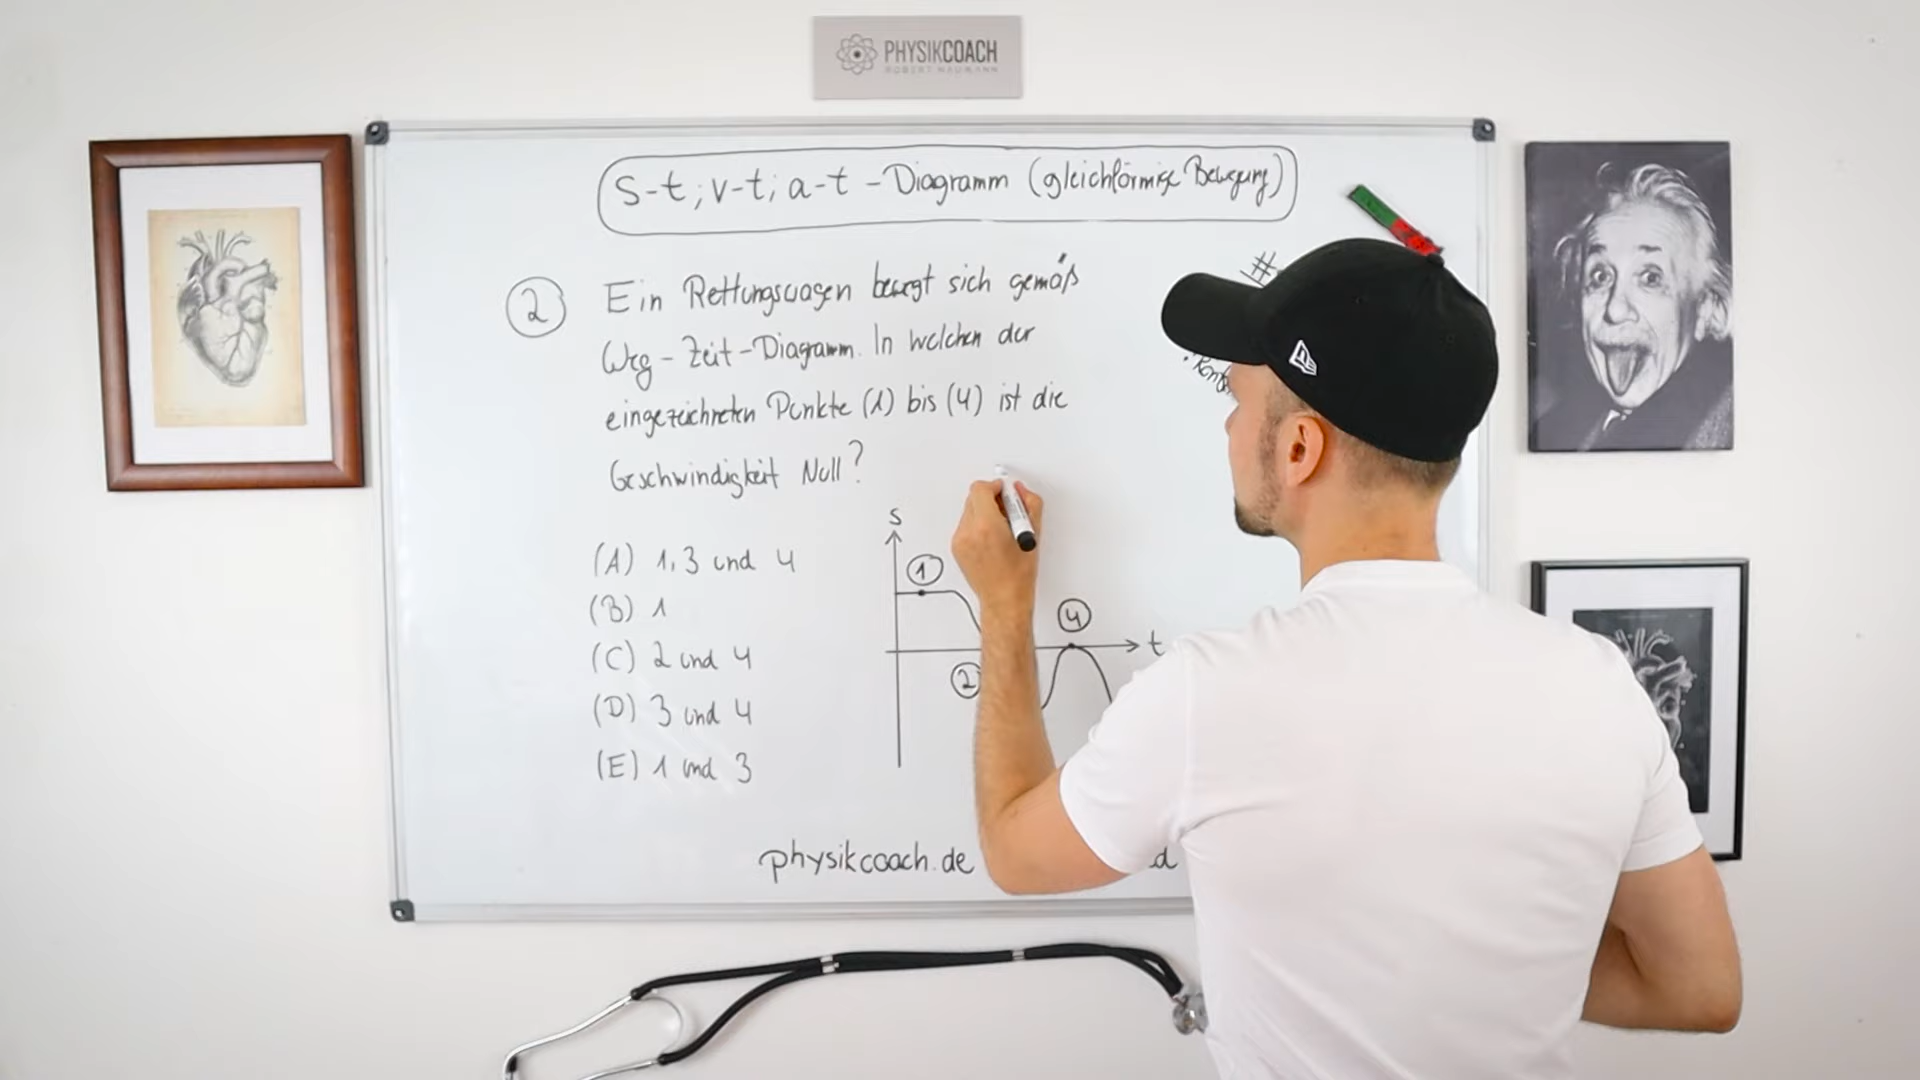 PHYSIKCOACH
ROBERT NAUMANN
s-t; v-t; a-t - Diagramm (gleichförmige Bewegung)
2 Ein Rettungswagen bewegt sich gemäß
Weg-Zeit-Diagramm. In welchen der
eingezeichneten Punkte (1) bis (4) ist die
Geschwindigkeit Null?
(A) 1, 3 und 4
(B) 1
(C) 2 und 4
(D) 3 und 4
(E) 1 und 3
s
1
4
t
2
physikcoach.de